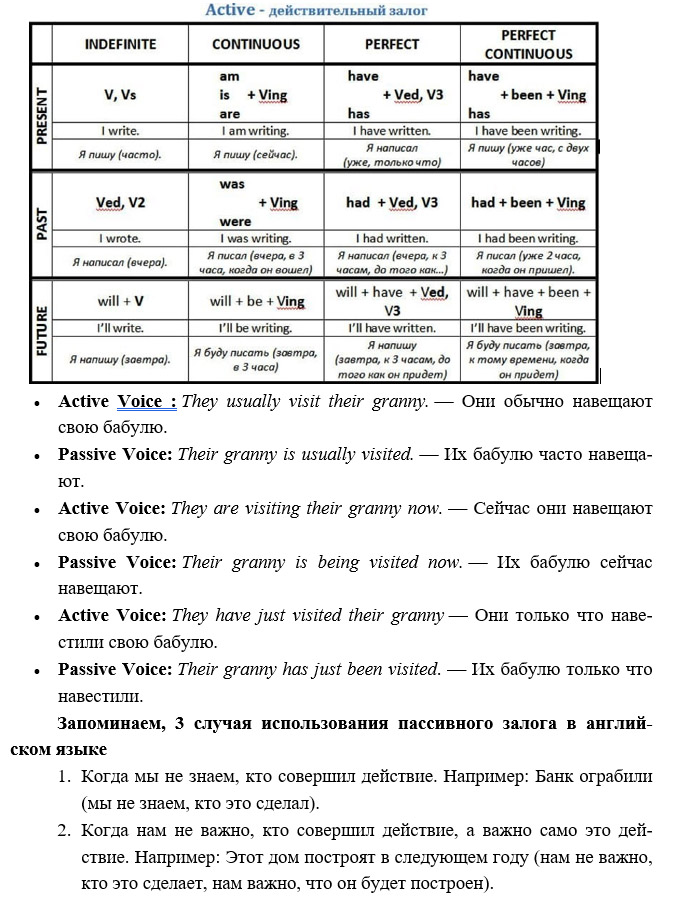 Active - действительный залог
INDEFINITE CONTINUOUS PERFECT PERFECT CONTINUOUS
PRESENT
V, Vs
am
is + Ving
are
have
+ Ved, V3
has
have
+ been + Ving
has
I write. I am writing. I have written. I have been writing.
Я пишу (часто). Я пишу (сейчас). Я написал (уже, только что) Я пишу (уже час, с двух часов)
PAST
Ved, V2
was
+ Ving
were
had + Ved, V3
had + been + Ving
I wrote. I was writing. I had written. I had been writing.
Я написал (вчера). Я писал (вчера, в 3 часа, когда он вошел) Я написал (вчера, к 3 часам, до того как...) Я писал (уже 2 часа, когда он пришел).
FUTURE
will + V will + be + Ving will + have + Ved, V3 will + have + been + Ving
I’ll write. I’ll be writing. I’ll have written. I’ll have been writing.
Я напишу (завтра). Я буду писать (завтра, в 3 часа) Я напишу (завтра, к 3 часам, до того как он придет) Я буду писать (завтра, к тому времени, когда он придет)
• Active Voice : They usually visit their granny. — Они обычно навещают
свою бабулю.
• Passive Voice: Their granny is usually visited. — Их бабулю часто навеща-
ют.
• Active Voice: They are visiting their granny now. — Сейчас они навещают
свою бабулю.
• Passive Voice: Their granny is being visited now. — Их бабулю сейчас
навещают.
• Active Voice: They have just visited their granny — Они только что наве-
стили свою бабулю.
• Passive Voice: Their granny has just been visited. — Их бабулю только что
навестили.
Запоминаем, 3 случая использования пассивного залога в англий-
ском языке
1. Когда мы не знаем, кто совершил действие. Например: Банк ограбили
(мы не знаем, кто это сделал).
2. Когда нам не важно, кто совершил действие, а важно само это дей-
ствие. Например: Этот дом построят в следующем году (нам не важно,
кто это сделает, нам важно, что он будет построен).